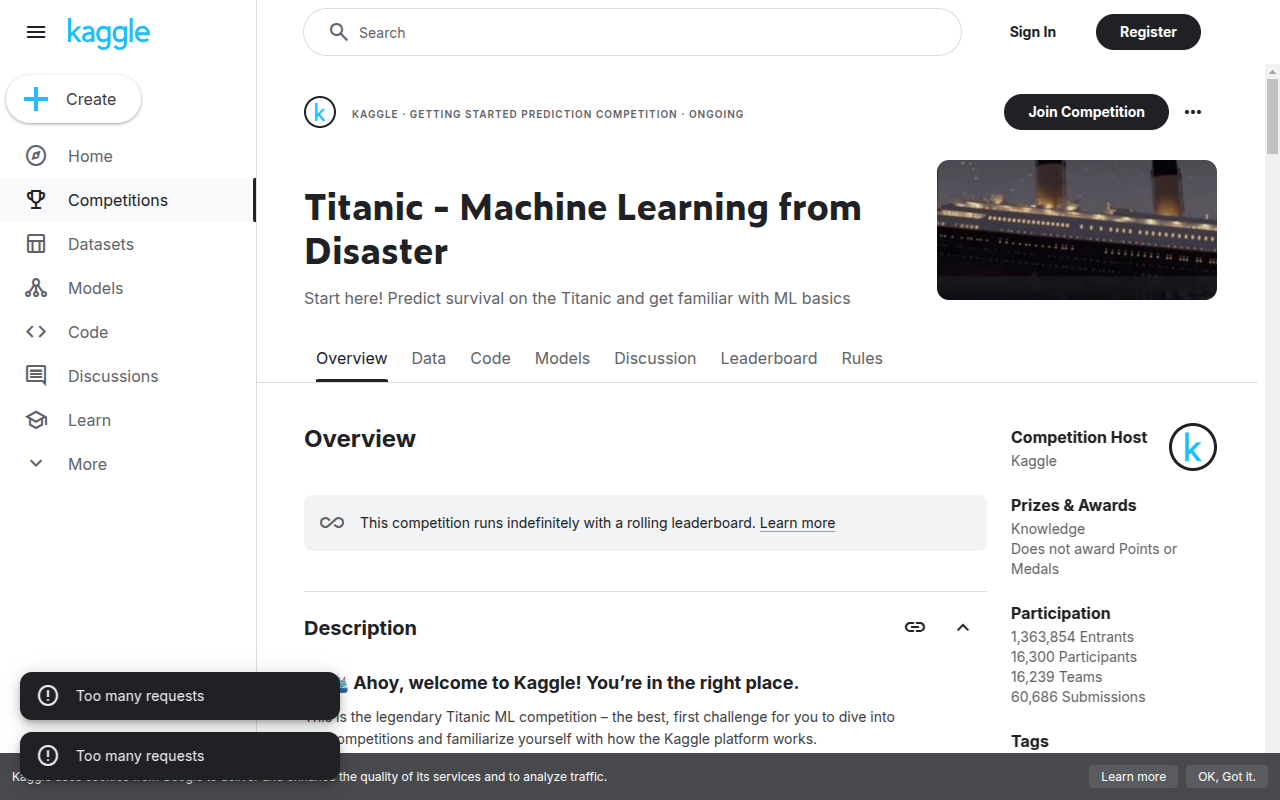 kaggle
Search
Sign In
Register
Create
Home
Competitions
Datasets
Models
Code
Discussions
Learn
More
KAGGLE · GETTING STARTED PREDICTION COMPETITION · ONGOING
Join Competition
Titanic - Machine Learning from
Disaster
Start here! Predict survival on the Titanic and get familiar with ML basics
Overview
Data
Code
Models
Discussion
Leaderboard
Rules
Overview
This competition runs indefinitely with a rolling leaderboard. Learn more
Description
Ahoy, welcome to Kaggle! You’re in the right place.
is the legendary Titanic ML competition – the best, first challenge for you to dive into
ompetitions and familiarize yourself with how the Kaggle platform works.
Competition Host
Kaggle
Prizes & Awards
Knowledge
Does not award Points or
Medals
Participation
1,363,854 Entrants
16,300 Participants
16,239 Teams
60,686 Submissions
Tags
Too many requests
Too many requests
the quality of its services and to analyze traffic.
Learn more
OK, Got it.